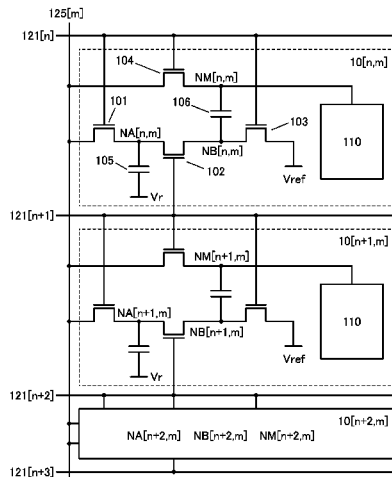 125[m]
121[n]
104
10[n,m]
NM[n,m]
101
106
103
NA[n,m]
NB[n,m]
110
105
102
Vr
Vref
121[n+1]
10[n+1,m]
NM[n+1,m]
NA[n+1,m]
NB[n+1,m]
110
Vr
Vref
121[n+2]
10[n+2,m]
NA[n+2,m] NB[n+2,m] NM[n+2,m]
121[n+3]